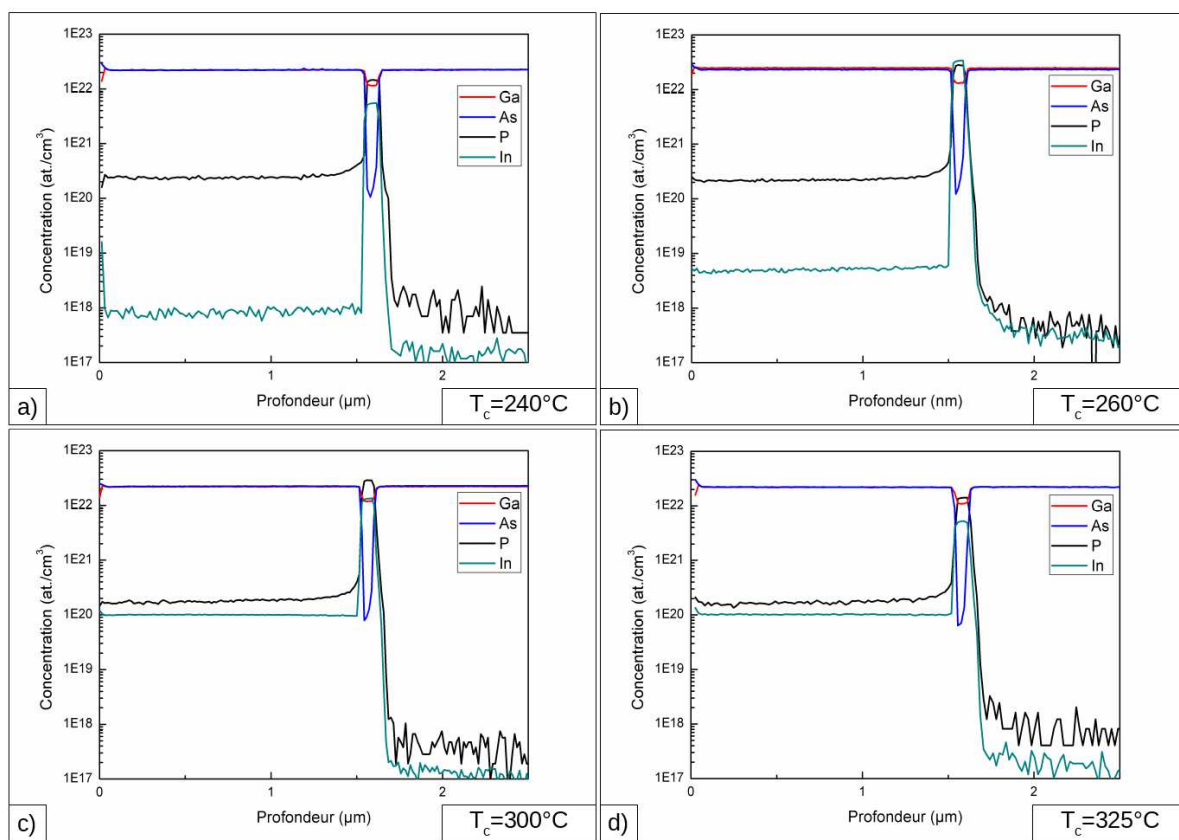 1E23
1E22
1E21
1E20
1E19
1E18
1E17
Concentration (at./cm³)
Ga
As
P
In
0
1
2
Profondeur (µm)
a)
T_c=240°C
1E23
1E22
1E21
1E20
1E19
1E18
1E17
Concentration (at./cm³)
Ga
As
P
In
0
1
2
Profondeur (nm)
b)
T_c=260°C
1E23
1E22
1E21
1E20
1E19
1E18
1E17
Concentration (at./cm³)
Ga
As
P
In
0
1
2
Profondeur (µm)
c)
T_c=300°C
1E23
1E22
1E21
1E20
1E19
1E18
1E17
Concentration (at./cm³)
Ga
As
P
In
0
1
2
Profondeur (µm)
d)
T_c=325°C